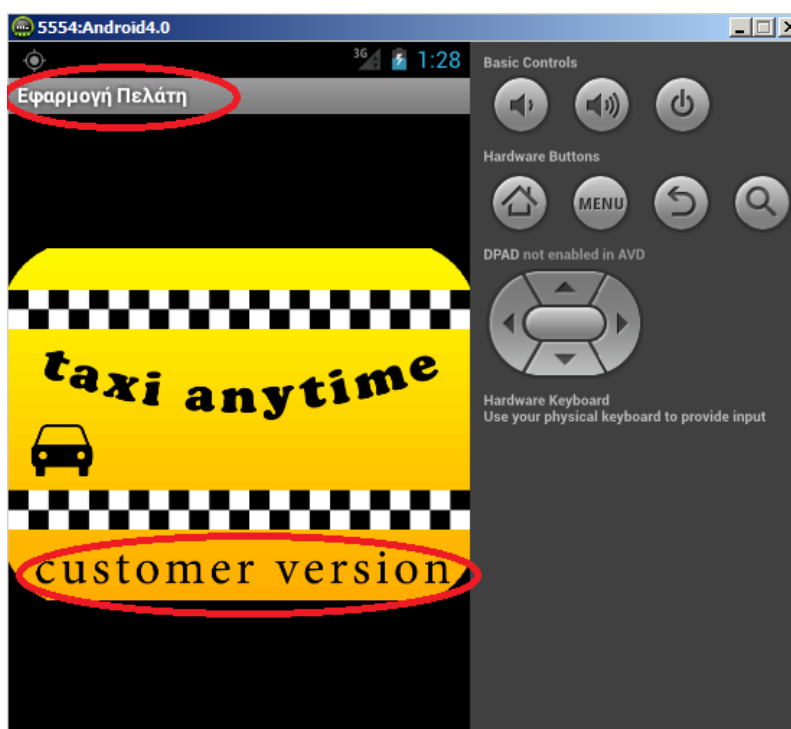 5554:Android4.0
3G 1:28
Εφαρμογή Πελάτη
taxi anytime
customer version
Basic Controls
Hardware Buttons
MENU
DPAD not enabled in AVD
Hardware Keyboard
Use your physical keyboard to provide input